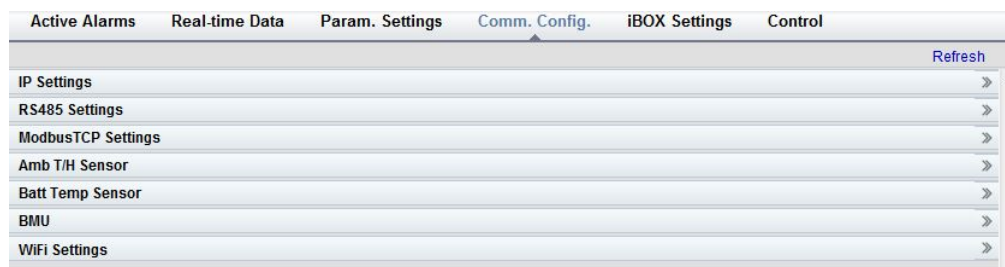 Active Alarms Real-time Data Param. Settings Comm. Config. iBOX Settings Control
Refresh
IP Settings
RS485 Settings
ModbusTCP Settings
Amb T/H Sensor
Batt Temp Sensor
BMU
WiFi Settings